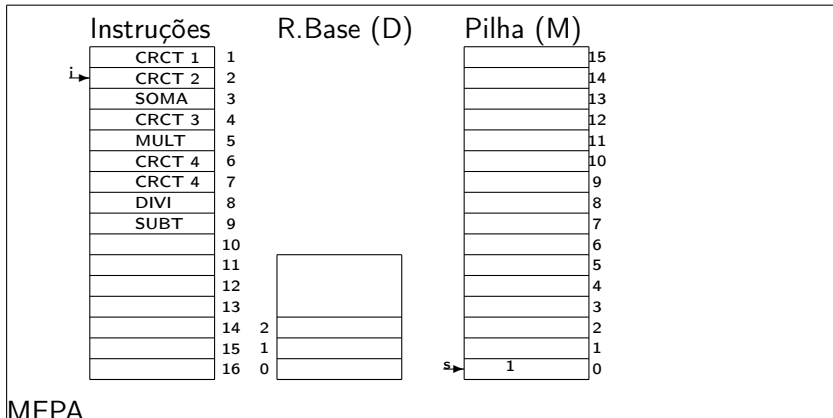 Instruções R.Base (D) Pilha (M)
CRCT 1 1 15
i CRCT 2 2 14
SOMA 3 13
CRCT 3 4 12
MULT 5 11
CRCT 4 6 10
CRCT 4 7 9
DIVI 8 8
SUBT 9 7
10 6
11 5
12 4
13 3
14 2 2
15 1 1
16 0 s 1 0
MEPA